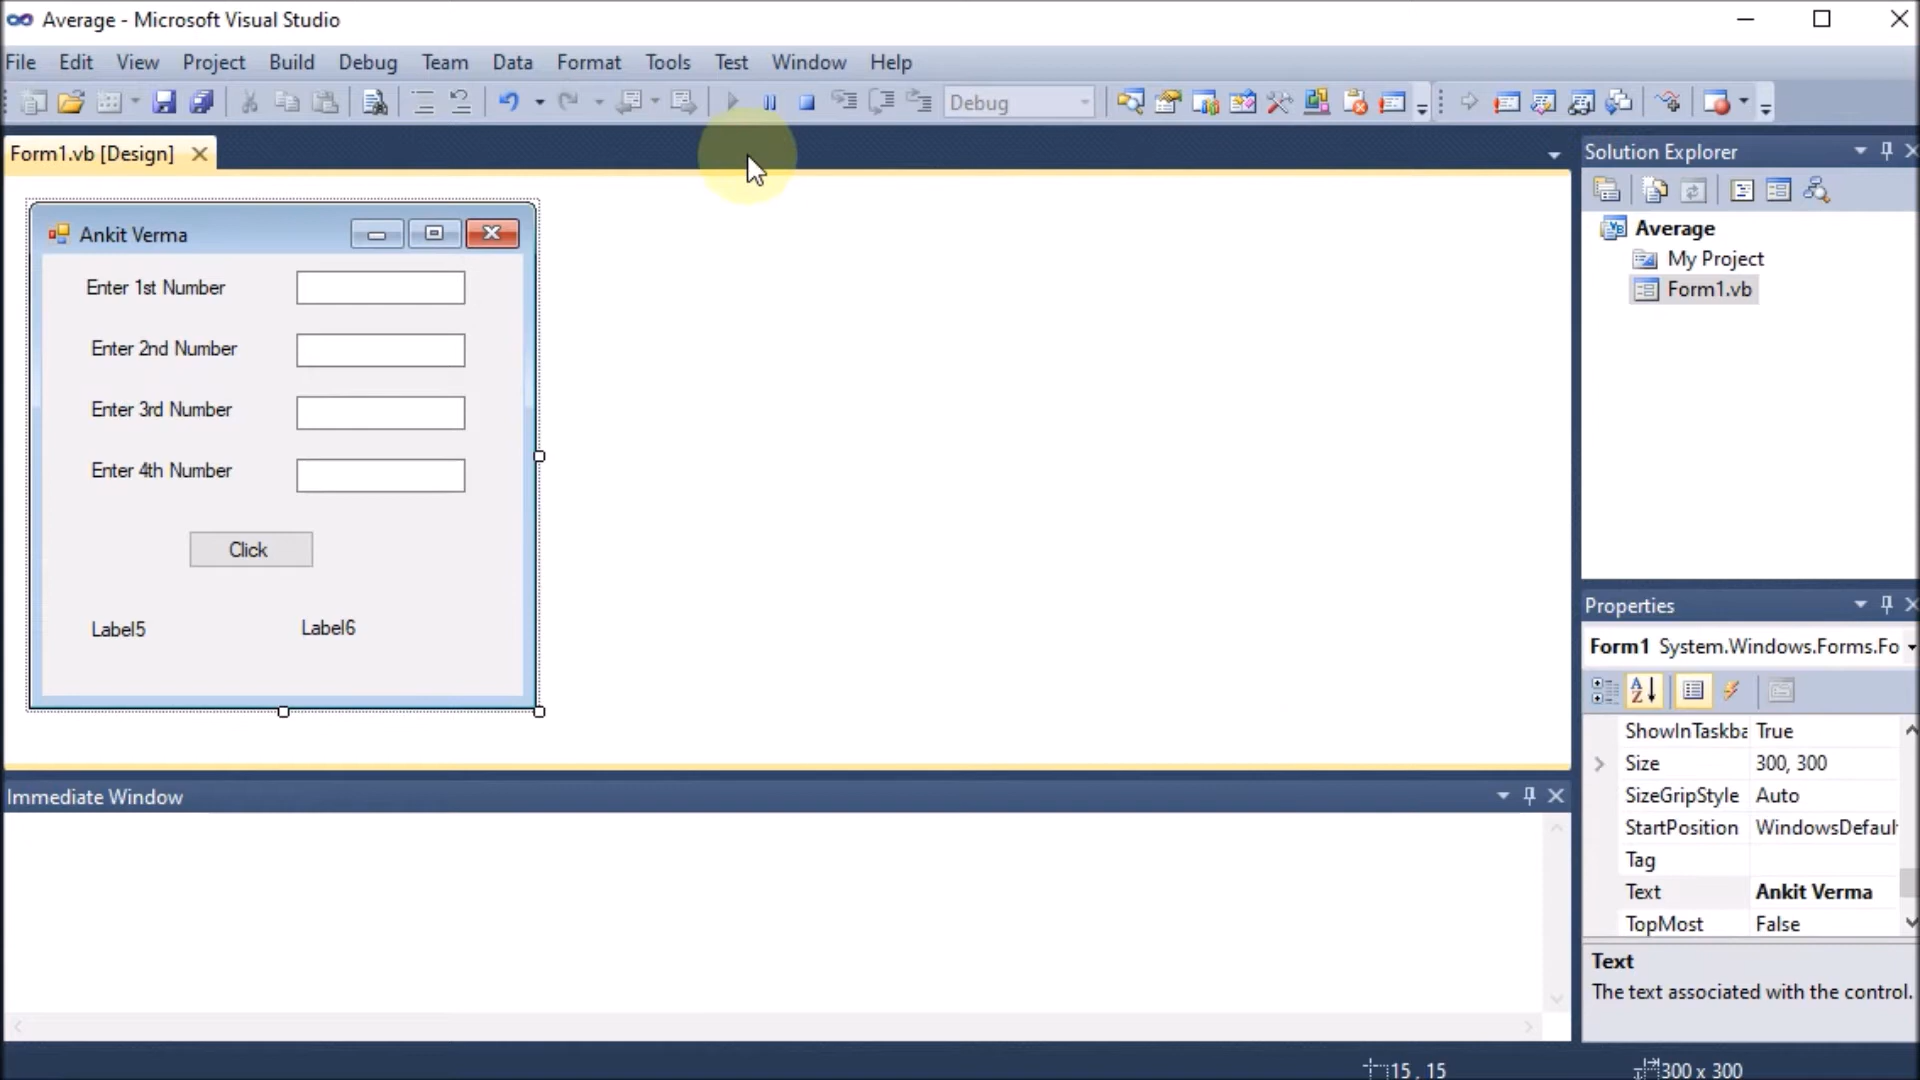 Average - Microsoft Visual Studio
File Edit View Project Build Debug Team Data Format Tools Test Window Help
Debug
Form1.vb [Design]
Ankit Verma
Enter 1st Number
Enter 2nd Number
Enter 3rd Number
Enter 4th Number
Click
Label5 Label6
Immediate Window
Solution Explorer
Average
My Project
Form1.vb
Properties
Form1 System.Windows.Forms.Fo
ShowInTaskba True
Size 300, 300
SizeGripStyle Auto
StartPosition WindowsDefaul
Tag
Text Ankit Verma
TopMost False
Text
The text associated with the control.
15 , 15 300 x 300